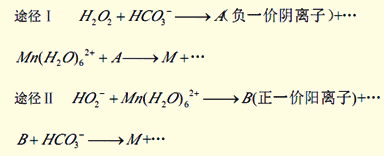 途径Ⅰ H₂O₂ + HCO₃⁻ ⟶ A(负一价阴离子)+⋯
Mn(H₂O)₆²⁺ + A ⟶ M +⋯
途径Ⅱ HO₂⁻ + Mn(H₂O)₆²⁺ ⟶ B(正一价阳离子)+⋯
B + HCO₃⁻ ⟶ M +⋯